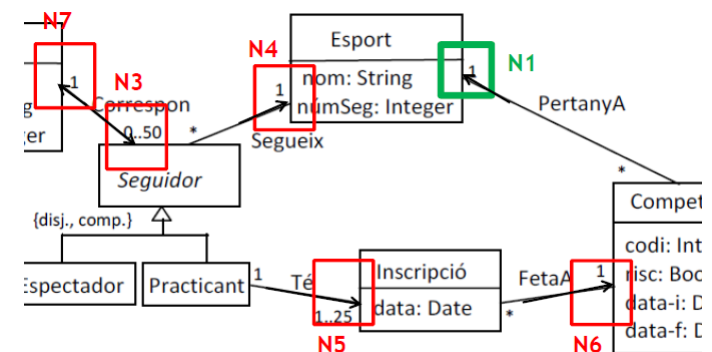 N7
N4
Esport
N1
1
N3
nom: String
númSeg: Integer
1
1
Correspon
PertanyA
0..50
*
Segueix
*
Seguidor
{disj., comp.}
Compet
codi: Int
Espectador
Practicant
1
Té
Inscripció
FetaA
1
risc: Boo
1..25
data: Date
*
data-i: D
data-f: D
N5
N6